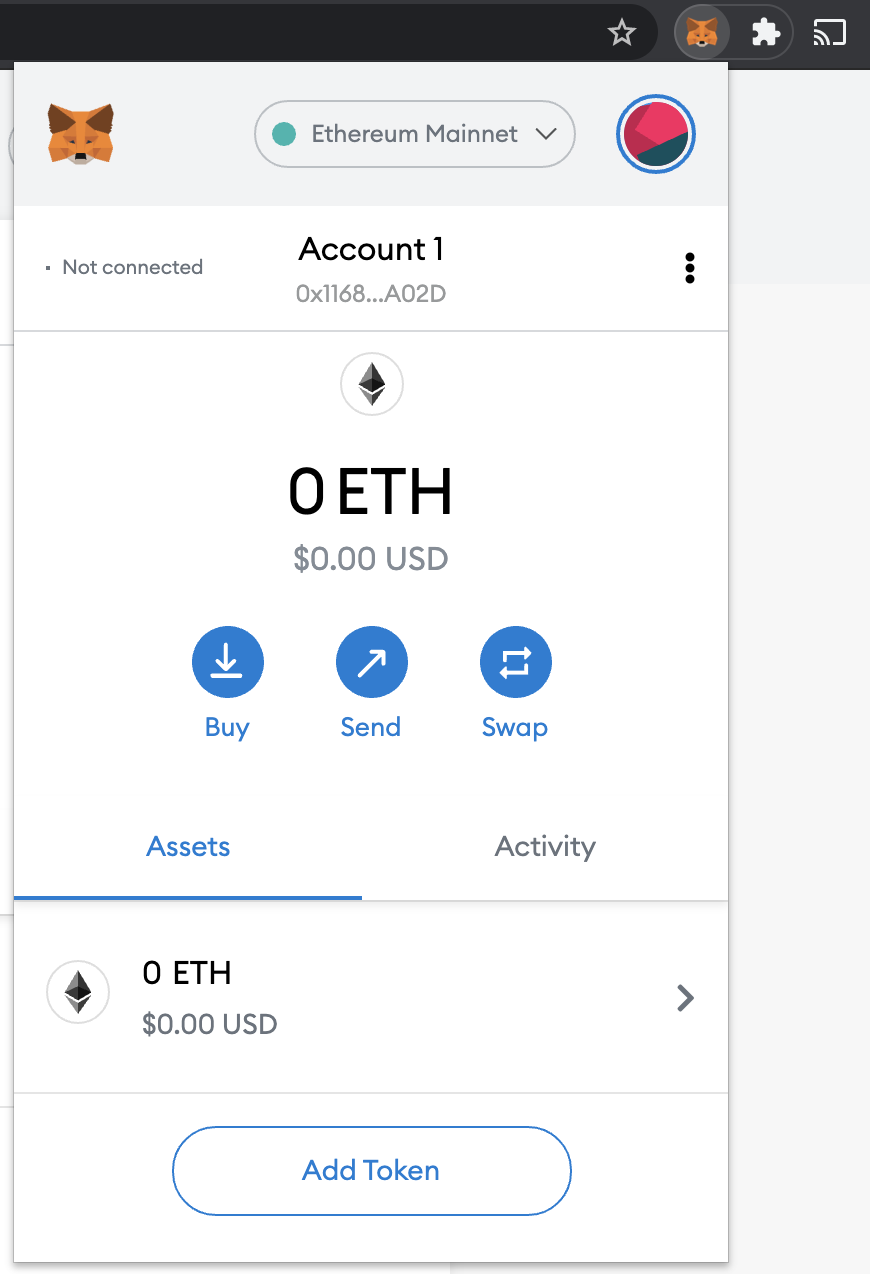 Ethereum Mainnet
Not connected
Account 1
0x1168...A02D
0 ETH
$0.00 USD
Buy
Send
Swap
Assets
Activity
0 ETH
$0.00 USD
Add Token